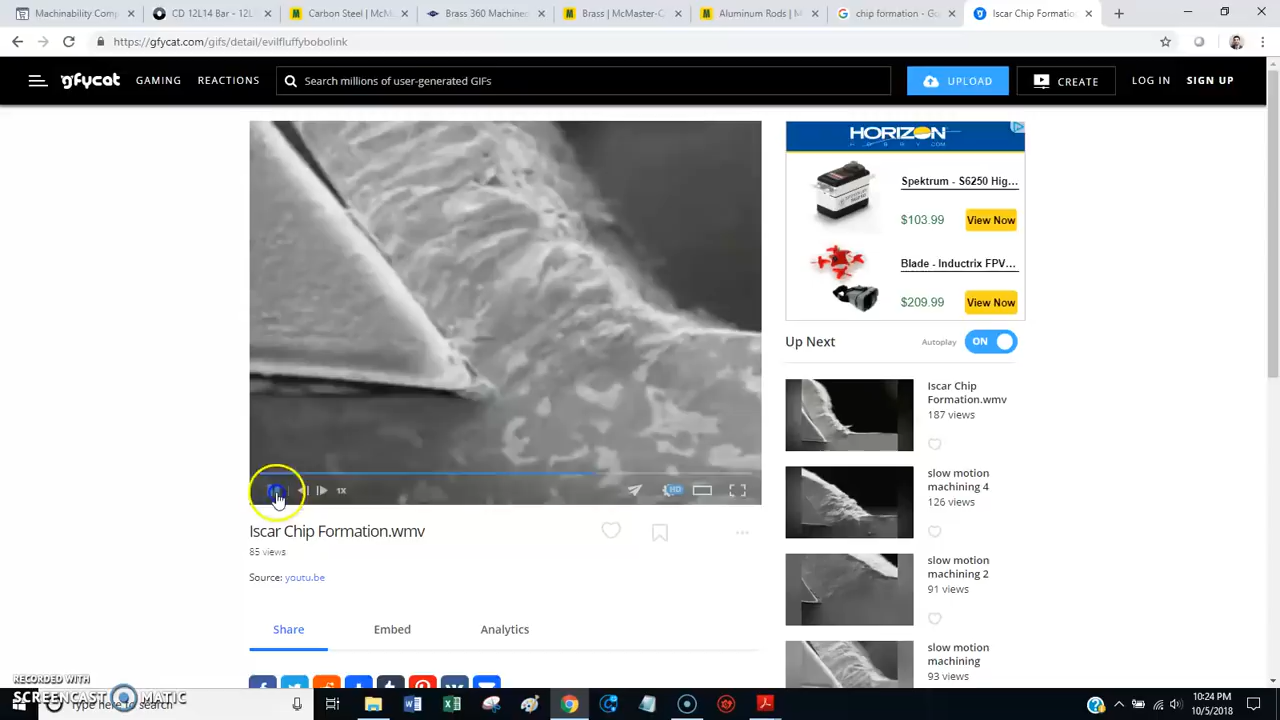 Machinability Comp
CD 12L14 Bar - 12L
Carbon Steel | McM
Brass 360 Machine
Brass | McMaster-C
Aluminum Rods | M
chip formation - Go
Iscar Chip Formatio
https://gfycat.com/gifs/detail/evilfluffybobolink
gfycat
GAMING
REACTIONS
Search millions of user-generated GIFs
UPLOAD
CREATE
LOG IN
SIGN UP
HORIZON
HOBBY.COM
Spektrum - S6250 Hig...
$103.99
View Now
Blade - Inductrix FPV...
$209.99
View Now
Up Next
Autoplay
ON
Iscar Chip
Formation.wmv
187 views
slow motion
machining 4
126 views
slow motion
machining 2
91 views
slow motion
machining
93 views
1x
HD
Iscar Chip Formation.wmv
85 views
Source: youtu.be
Share
Embed
Analytics
RECORDED WITH
SCREENCAST MATIC
Type here to search
10:24 PM
10/5/2018